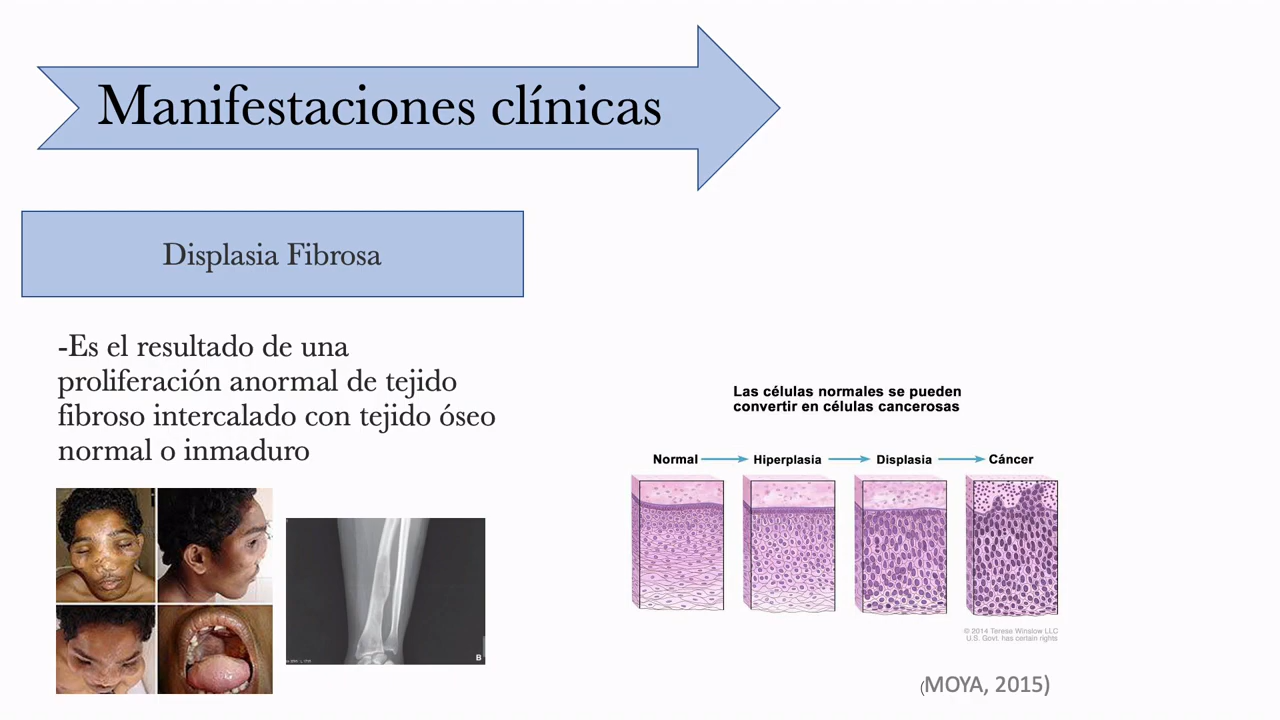 Manifestaciones clínicas
Displasia Fibrosa
-Es el resultado de una
proliferación anormal de tejido
fibroso intercalado con tejido óseo
normal o inmaduro
B
Las células normales se pueden
convertir en células cancerosas
Normal Hiperplasia Displasia Cáncer
© 2014 Terese Winslow LLC
U.S. Govt. has certain rights
(MOYA, 2015)